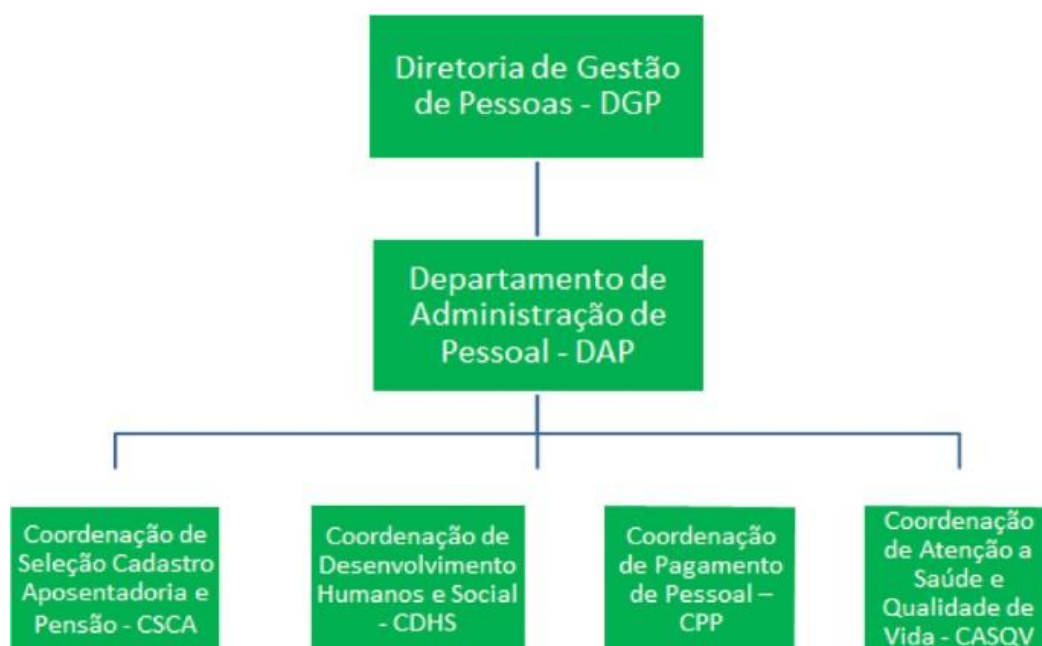 Diretoria de Gestão
de Pessoas - DGP
Departamento de
Administração de
Pessoal - DAP
Coordenação de
Seleção Cadastro
Aposentadoria e
Pensão - CSCA
Coordenação de
Desenvolvimento
Humanos e Social
- CDHS
Coordenação
de Pagamento
de Pessoal –
CPP
Coordenação
de Atenção a
Saúde e
Qualidade de
Vida - CASQV